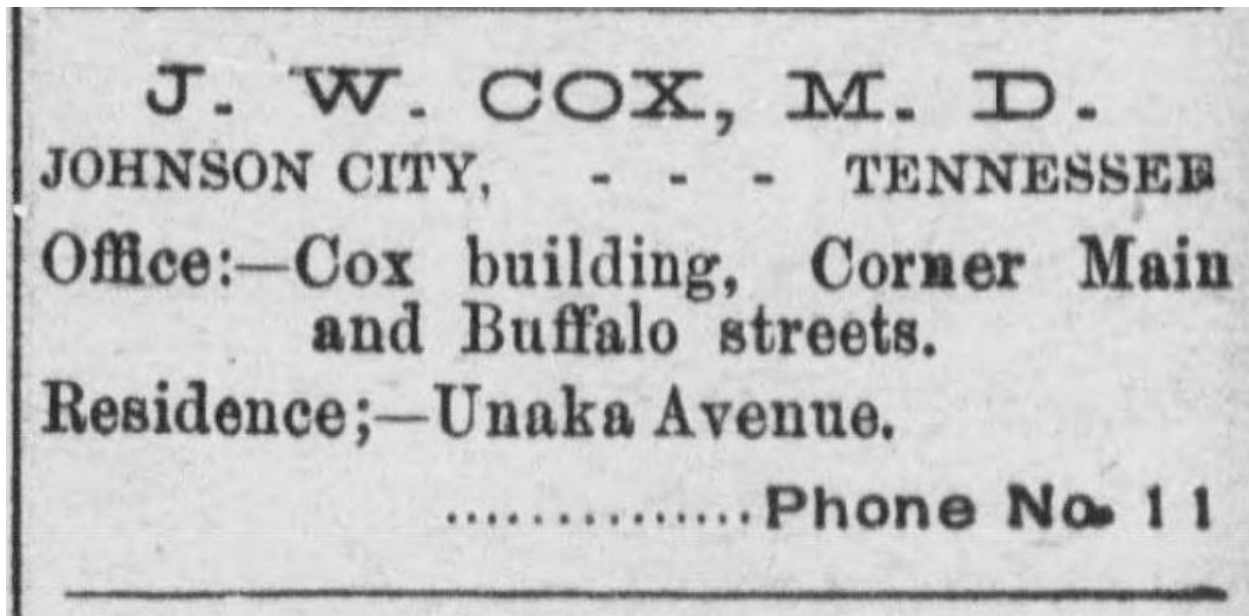 J. W. COX, M. D.
JOHNSON CITY, - - - TENNESSEE
Office:—Cox building, Corner Main
and Buffalo streets.
Residence;—Unaka Avenue.
...............Phone No. 11